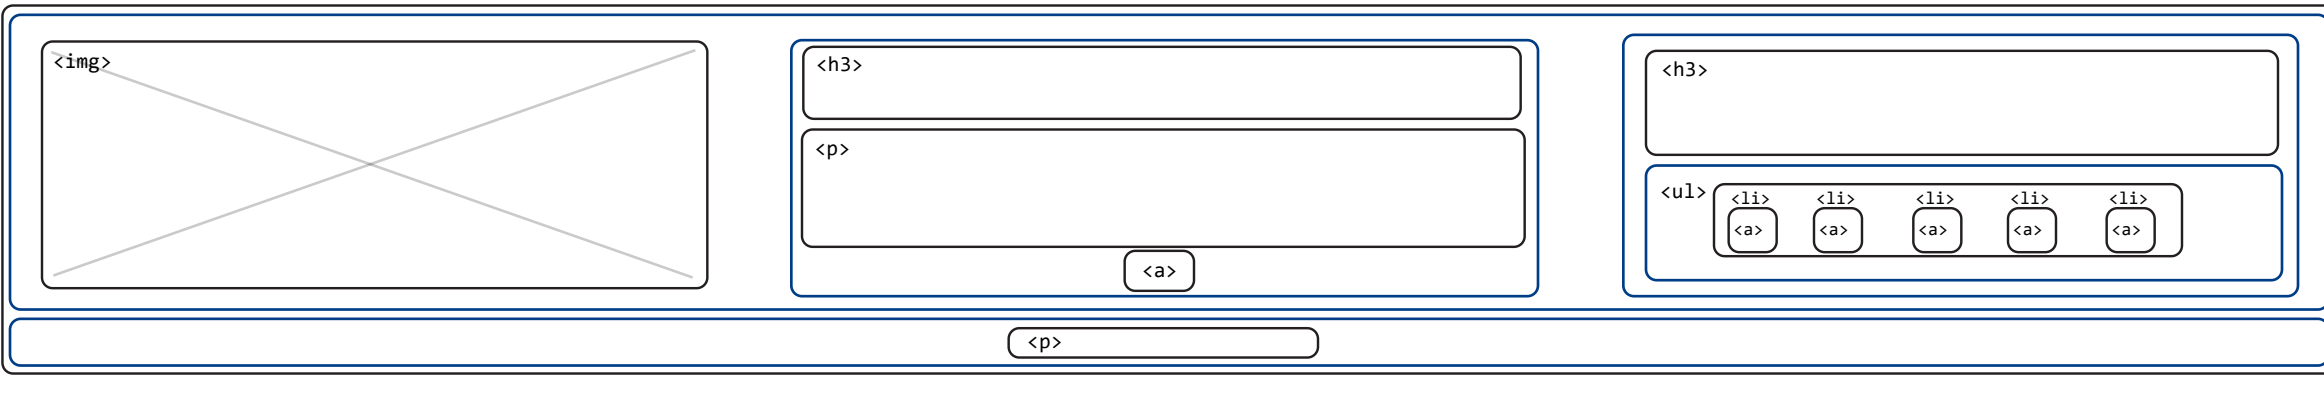 <img>
<h3>
<p>
<a>
<h3>
<ul>
<li> <li> <li> <li> <li>
<a> <a> <a> <a> <a>
<p>